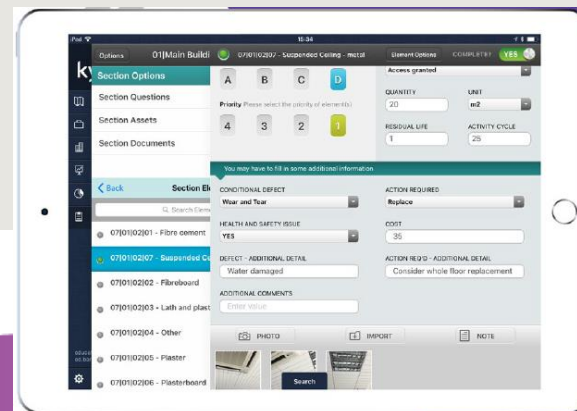 iPad
15:34
Options
01|Main Buildi
07|01|02|07 - Suspended Ceiling - metal
Element Options
COMPLETE?
YES
ky
Section Options
Section Questions
Section Assets
Section Documents
A B C D
Priority Please select the priority of element(s)
4 3 2 1
Access granted
QUANTITY
UNIT
20
m2
RESIDUAL LIFE
ACTIVITY CYCLE
1
25
You may have to fill in some additional information
Back
Section El
Search Eleme
07|01|02|01 - Fibre cement
07|01|02|07 - Suspended Ce
07|01|02|02 - Fibreboard
07|01|02|03 - Lath and plast
07|01|02|04 - Other
07|01|02|05 - Plaster
07|01|02|06 - Plasterboard
CONDITIONAL DEFECT
ACTION REQUIRED
Wear and Tear
Replace
HEALTH AND SAFETY ISSUE
COST
YES
35
DEFECT - ADDITIONAL DETAIL
ACTION REQ'D - ADDITIONAL DETAIL
Water damaged
Consider whole floor replacement
ADDITIONAL COMMENTS
Enter value
PHOTO
IMPORT
NOTE
Search